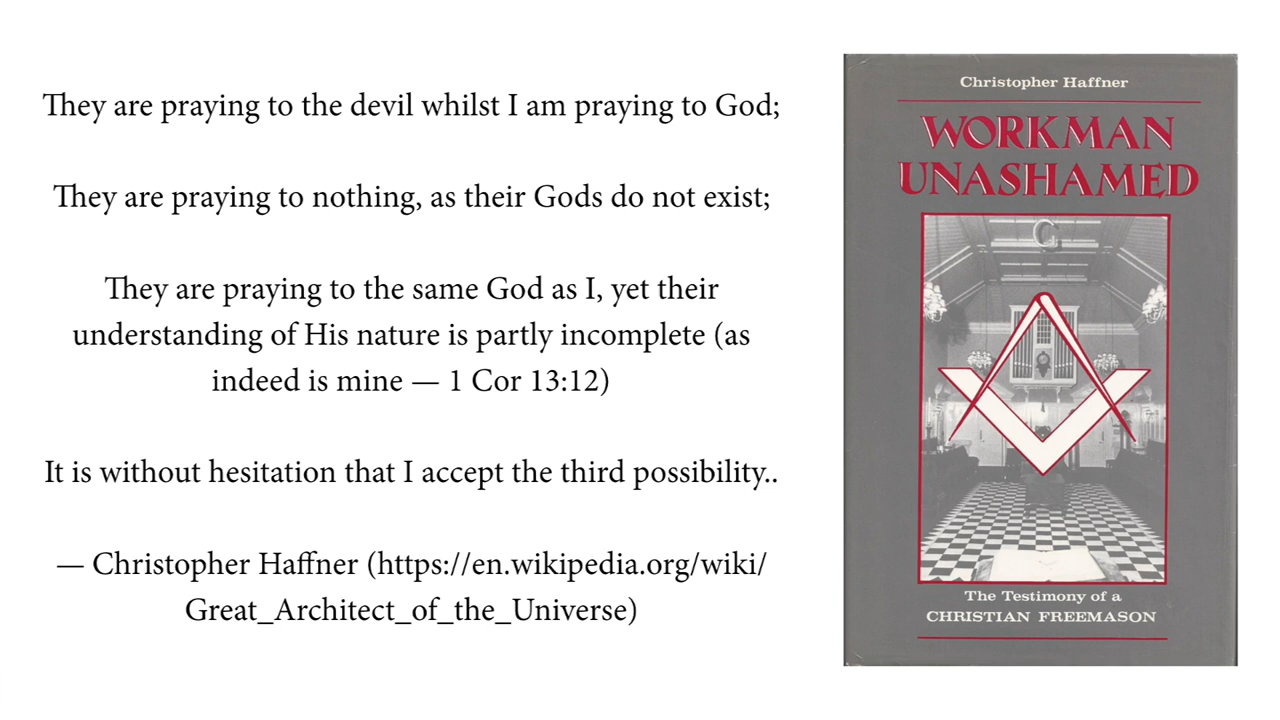 They are praying to the devil whilst I am praying to God;
They are praying to nothing, as their Gods do not exist;
They are praying to the same God as I, yet their
understanding of His nature is partly incomplete (as
indeed is mine — 1 Cor 13:12)
It is without hesitation that I accept the third possibility..
— Christopher Haffner (https://en.wikipedia.org/wiki/
Great_Architect_of_the_Universe)
Christopher Haffner
WORKMAN
UNASHAMED
G
The Testimony of a
CHRISTIAN FREEMASON